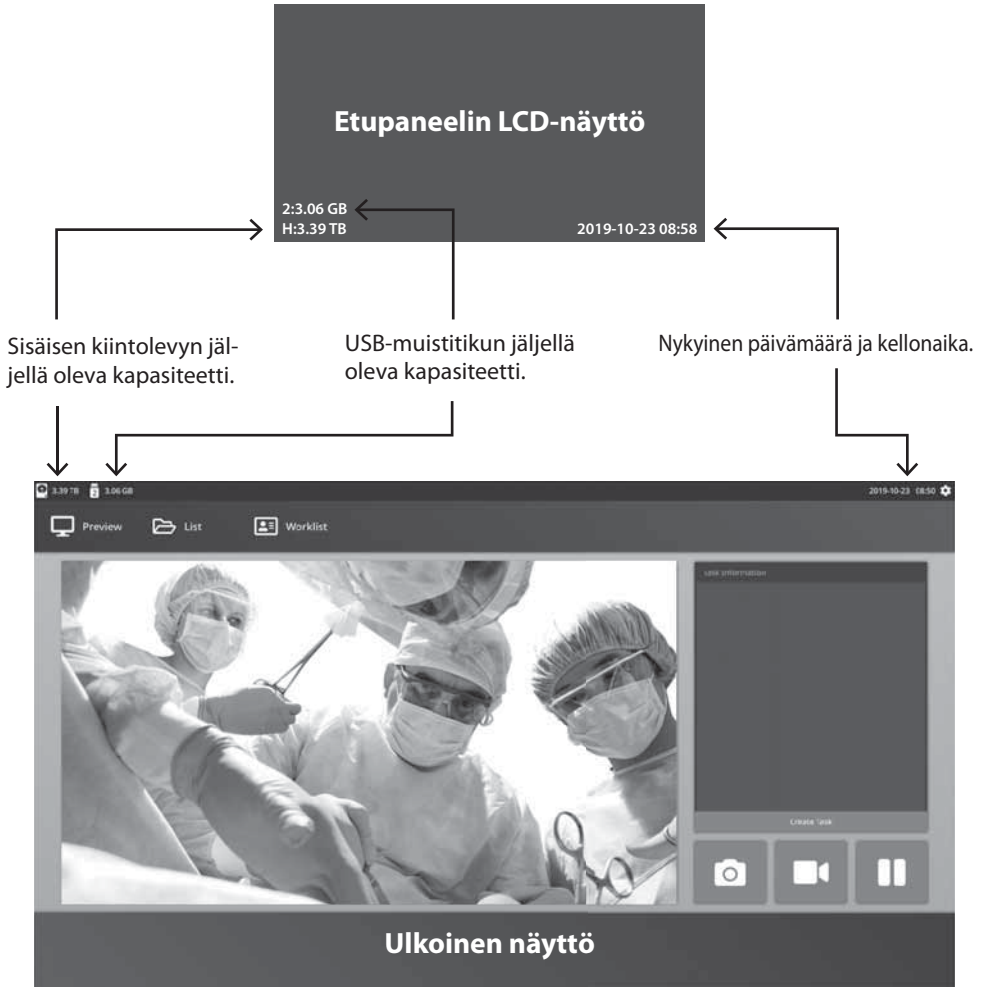 Etupaneelin LCD-näyttö
2:3.06 GB
H:3.39 TB
2019-10-23 08:58
Sisäisen kiintolevyn jäl-
jellä oleva kapasiteetti.
USB-muistitikun jäljellä
oleva kapasiteetti.
Nykyinen päivämäärä ja kellonaika.
3.39 TB
2
3.06 GB
2019-10-23 08:50
Preview
List
Worklist
Information
Create Task
Ulkoinen näyttö